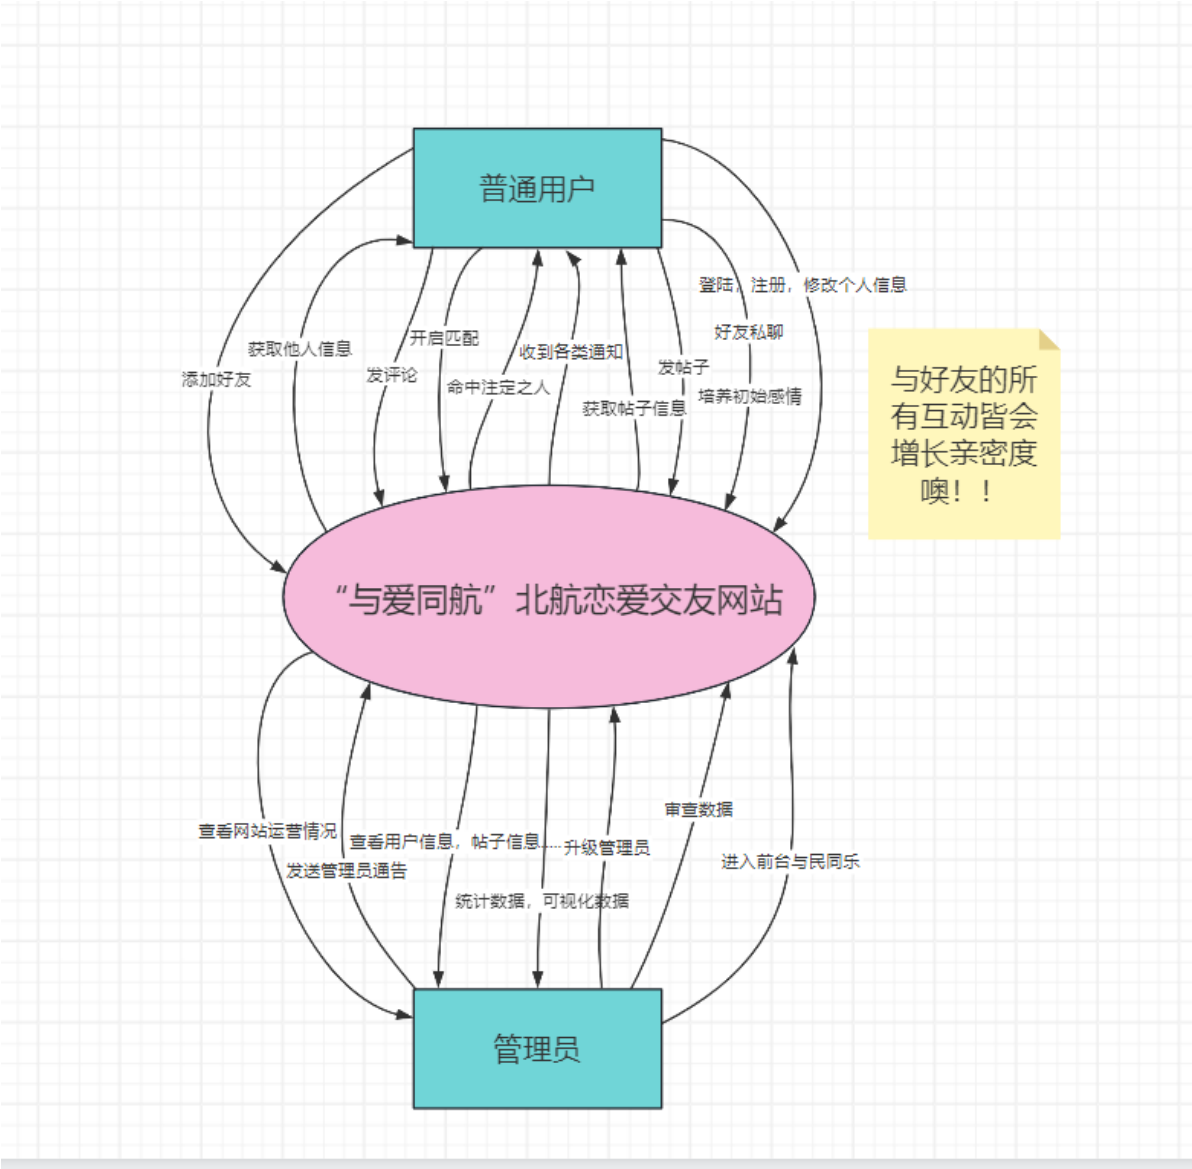 普通用户
登陆，注册，修改个人信息
好友私聊
开启匹配
获取他人信息
收到各类通知
发帖子
添加好友
发评论
命中注定之人
培养初始感情
获取帖子信息
与好友的所
有互动皆会
增长亲密度
噢！！
“与爱同航”北航恋爱交友网站
审查数据
查看网站运营情况
查看用户信息，帖子信息.....
升级管理员
进入前台与民同乐
发送管理员通告
统计数据，可视化数据
管理员